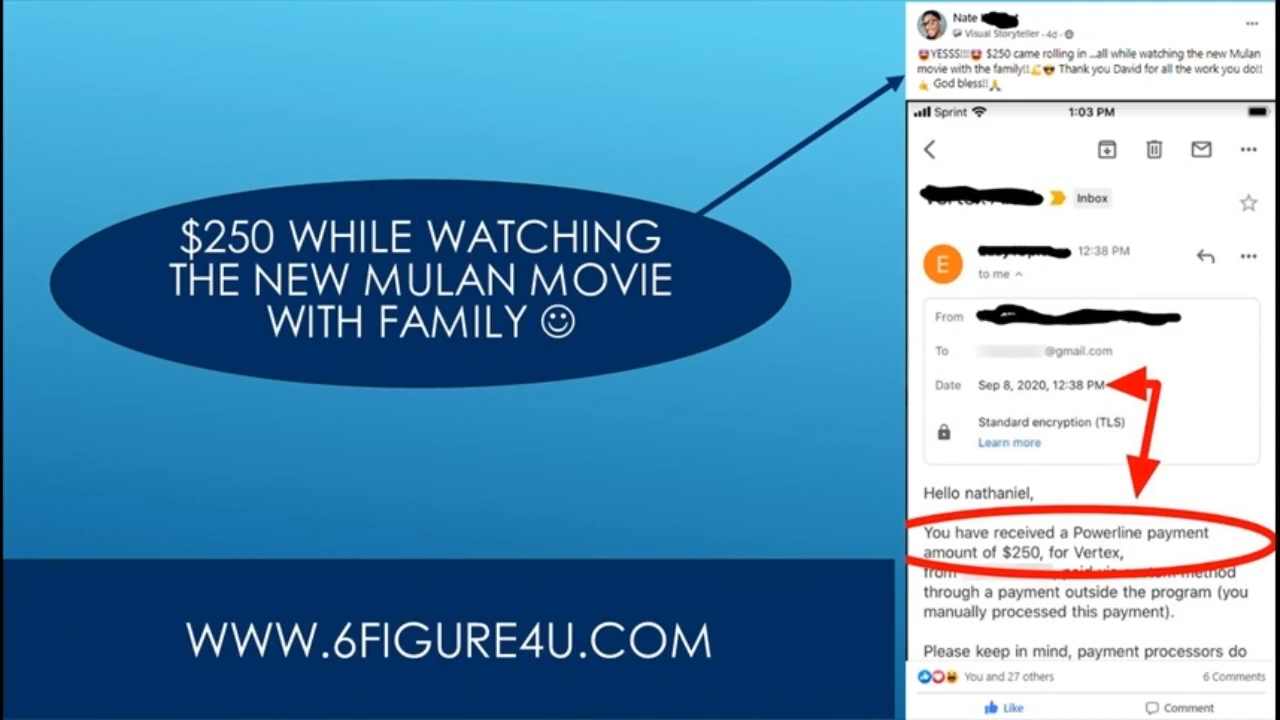 $250 WHILE WATCHING
THE NEW MULAN MOVIE
WITH FAMILY ☺
WWW.6FIGURE4U.COM
Nate
Visual Storyteller · 4d ·
😍YESSS!!!😍 $250 came rolling in ...all while watching the new Mulan
movie with the family!!💪😎 Thank you David for all the work you do!!
🤙 God bless!!🙏
Sprint 1:03 PM
Inbox
E
12:38 PM
to me
From
To @gmail.com
Date Sep 8, 2020, 12:38 PM
Standard encryption (TLS)
Learn more
Hello nathaniel,
You have received a Powerline payment
amount of $250, for Vertex,
from paid via custom method
through a payment outside the program (you
manually processed this payment).
Please keep in mind, payment processors do
You and 27 others 6 Comments
Like Comment